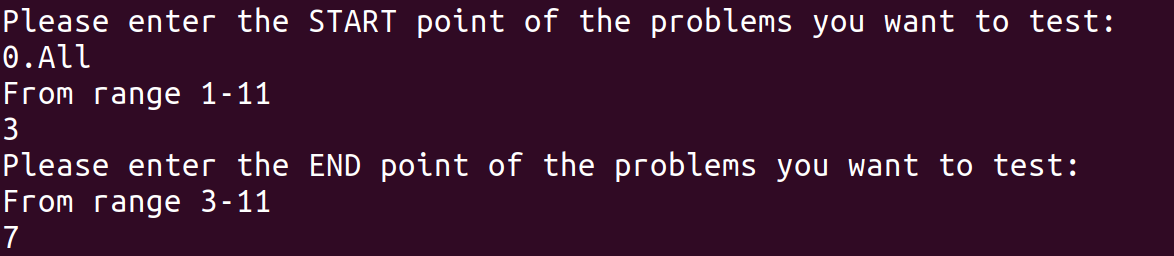 Please enter the START point of the problems you want to test:
0.All
From range 1-11
3
Please enter the END point of the problems you want to test:
From range 3-11
7